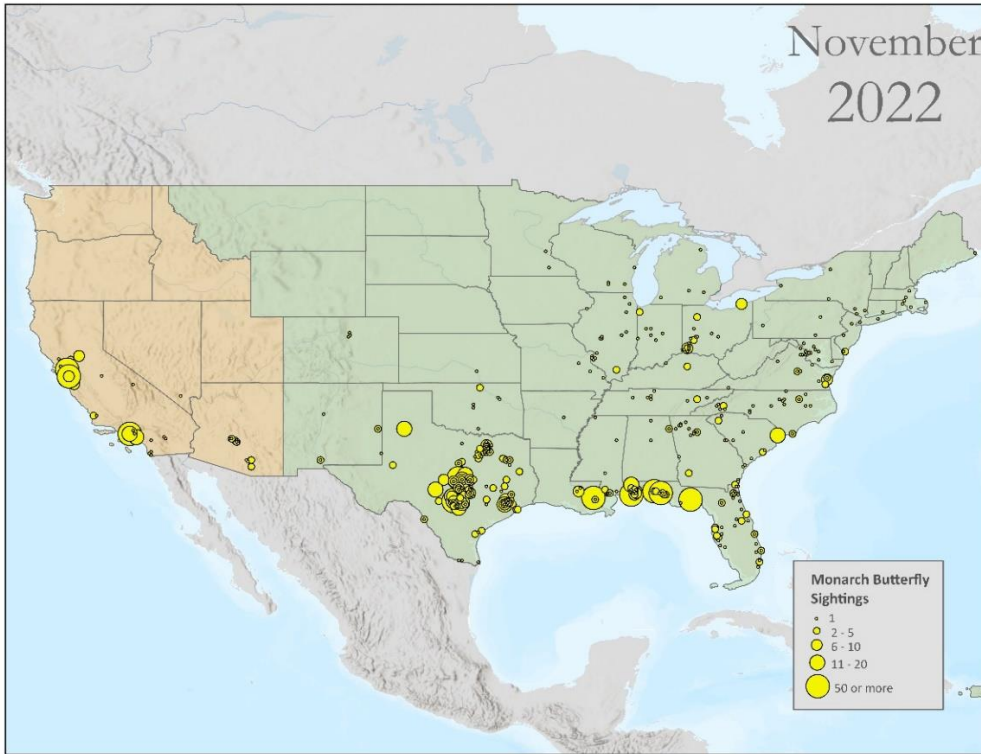 November
2022
Monarch Butterfly
Sightings
1
2 - 5
6 - 10
11 - 20
50 or more